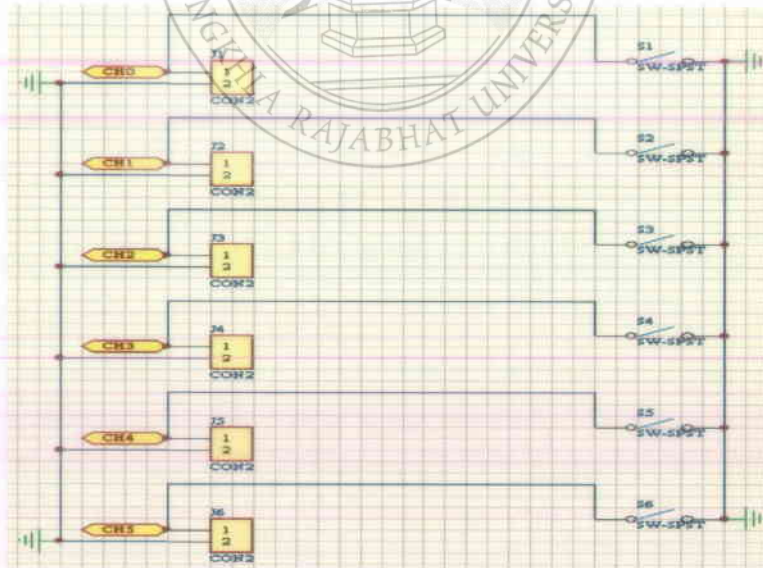 NGKHLA RAJABHAT UNIVERS
J1
CH0
1
2
CON2
S1
SW-SPST
J2
CH1
1
2
CON2
S2
SW-SPST
J3
CH2
1
2
CON2
S3
SW-SPST
J4
CH3
1
2
CON2
S4
SW-SPST
J5
CH4
1
2
CON2
S5
SW-SPST
J6
CH5
1
2
CON2
S6
SW-SPST